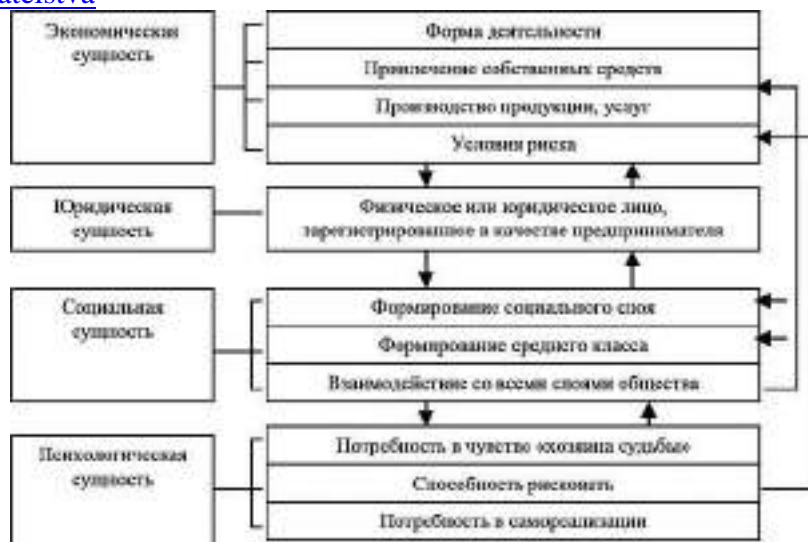 atelstva
Экономическая
сущность
Форма деятельности
Привлечение собственных средств
Производство продукции, услуг
Условия риска
Юридическая
сущность
Физическое или юридическое лицо,
зарегистрированное в качестве предпринимателя
Социальная
сущность
Формирование социального слоя
Формирование среднего класса
Взаимодействие со всеми слоями общества
Психологическая
сущность
Потребность в чувстве «хозяина судьбы»
Способность рисковать
Потребность в самореализации